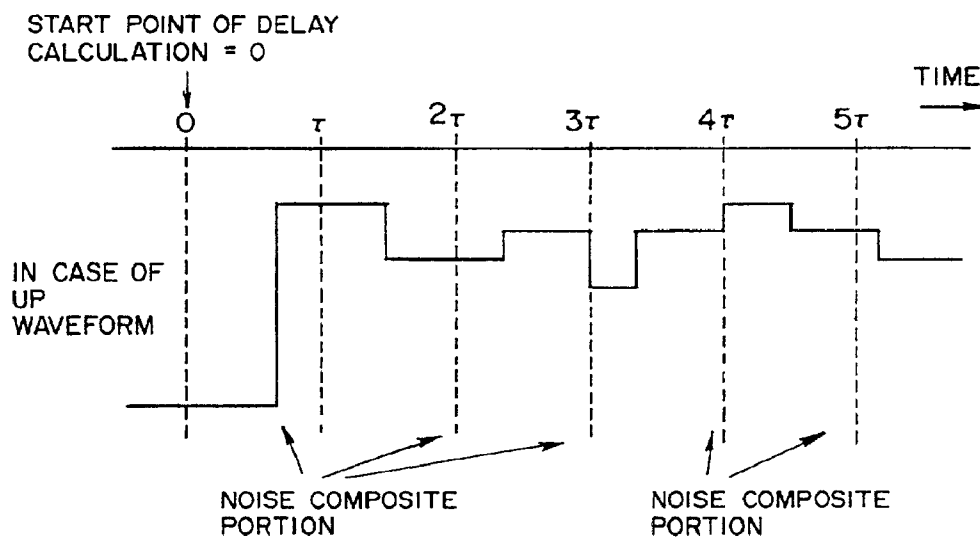 START POINT OF DELAY
CALCULATION = 0
TIME
0 τ 2τ 3τ 4τ 5τ
IN CASE OF
UP
WAVEFORM
NOISE COMPOSITE
PORTION
NOISE COMPOSITE
PORTION